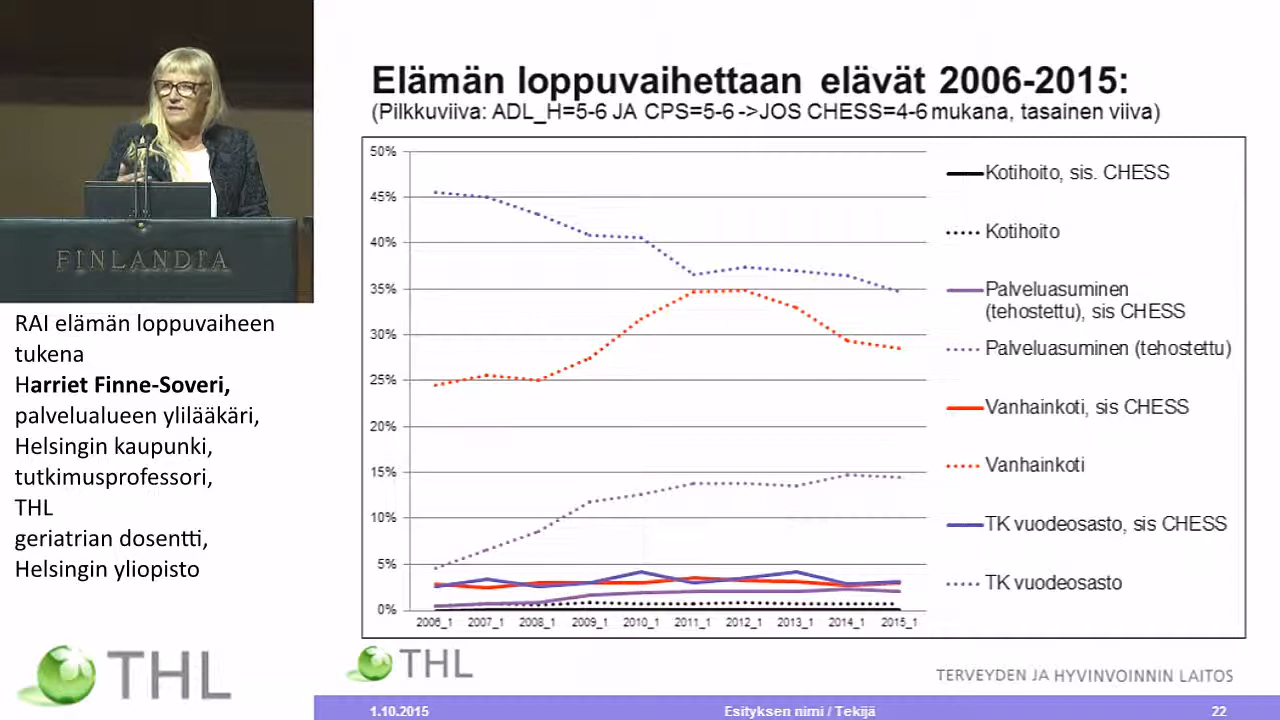 FINLANDIA
RAI elämän loppuvaiheen
tukena
Harriet Finne-Soveri,
palvelualueen ylilääkäri,
Helsingin kaupunki,
tutkimusprofessori,
THL
geriatrian dosentti,
Helsingin yliopisto
THL
Elämän loppuvaihettaan elävät 2006-2015:
(Pilkkuviiva: ADL_H=5-6 JA CPS=5-6 ->JOS CHESS=4-6 mukana, tasainen viiva)
50%
45%
40%
35%
30%
25%
20%
15%
10%
5%
0%
2006_1 2007_1 2008_1 2009_1 2010_1 2011_1 2012_1 2013_1 2014_1 2015_1
Kotihoito, sis. CHESS
Kotihoito
Palveluasuminen
(tehostettu), sis CHESS
Palveluasuminen (tehostettu)
Vanhainkoti, sis CHESS
Vanhainkoti
TK vuodeosasto, sis CHESS
TK vuodeosasto
THL
TERVEYDEN JA HYVINVOINNIN LAITOS
1.10.2015 Esityksen nimi / Tekijä 22